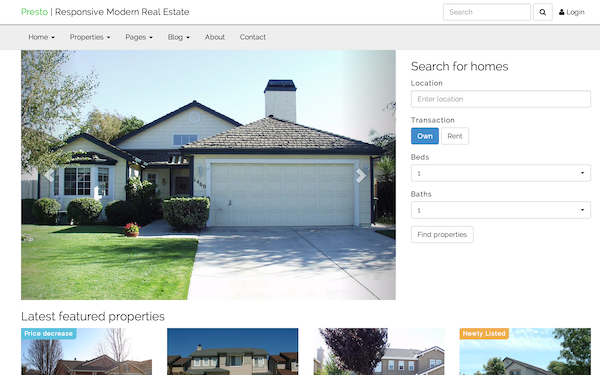 Presto | Responsive Modern Real Estate
Search
Login
Home
Properties
Pages
Blog
About
Contact
Search for homes
Location
Enter location
Transaction
Own
Rent
Beds
1
Baths
1
Find properties
Latest featured properties
Price decrease
Newly Listed